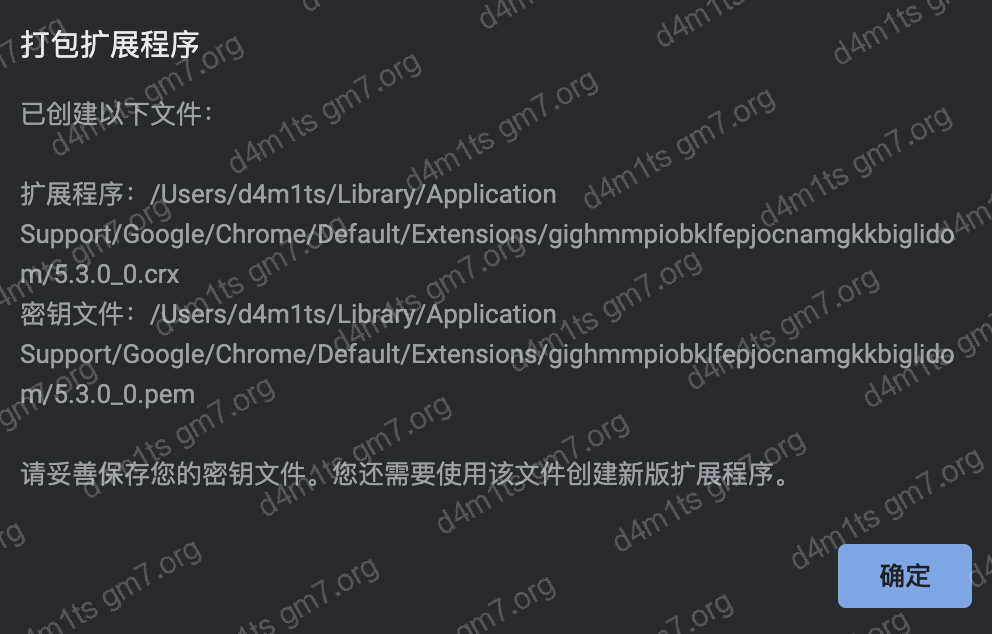 打包扩展程序
已创建以下文件：
扩展程序：/Users/d4m1ts/Library/Application
Support/Google/Chrome/Default/Extensions/gighmmpiobklfepjocnamgkkbiglido
m/5.3.0_0.crx
密钥文件：/Users/d4m1ts/Library/Application
Support/Google/Chrome/Default/Extensions/gighmmpiobklfepjocnamgkkbiglido
m/5.3.0_0.pem
请妥善保存您的密钥文件。您还需要使用该文件创建新版扩展程序。
确定
d4m1ts gm7.org